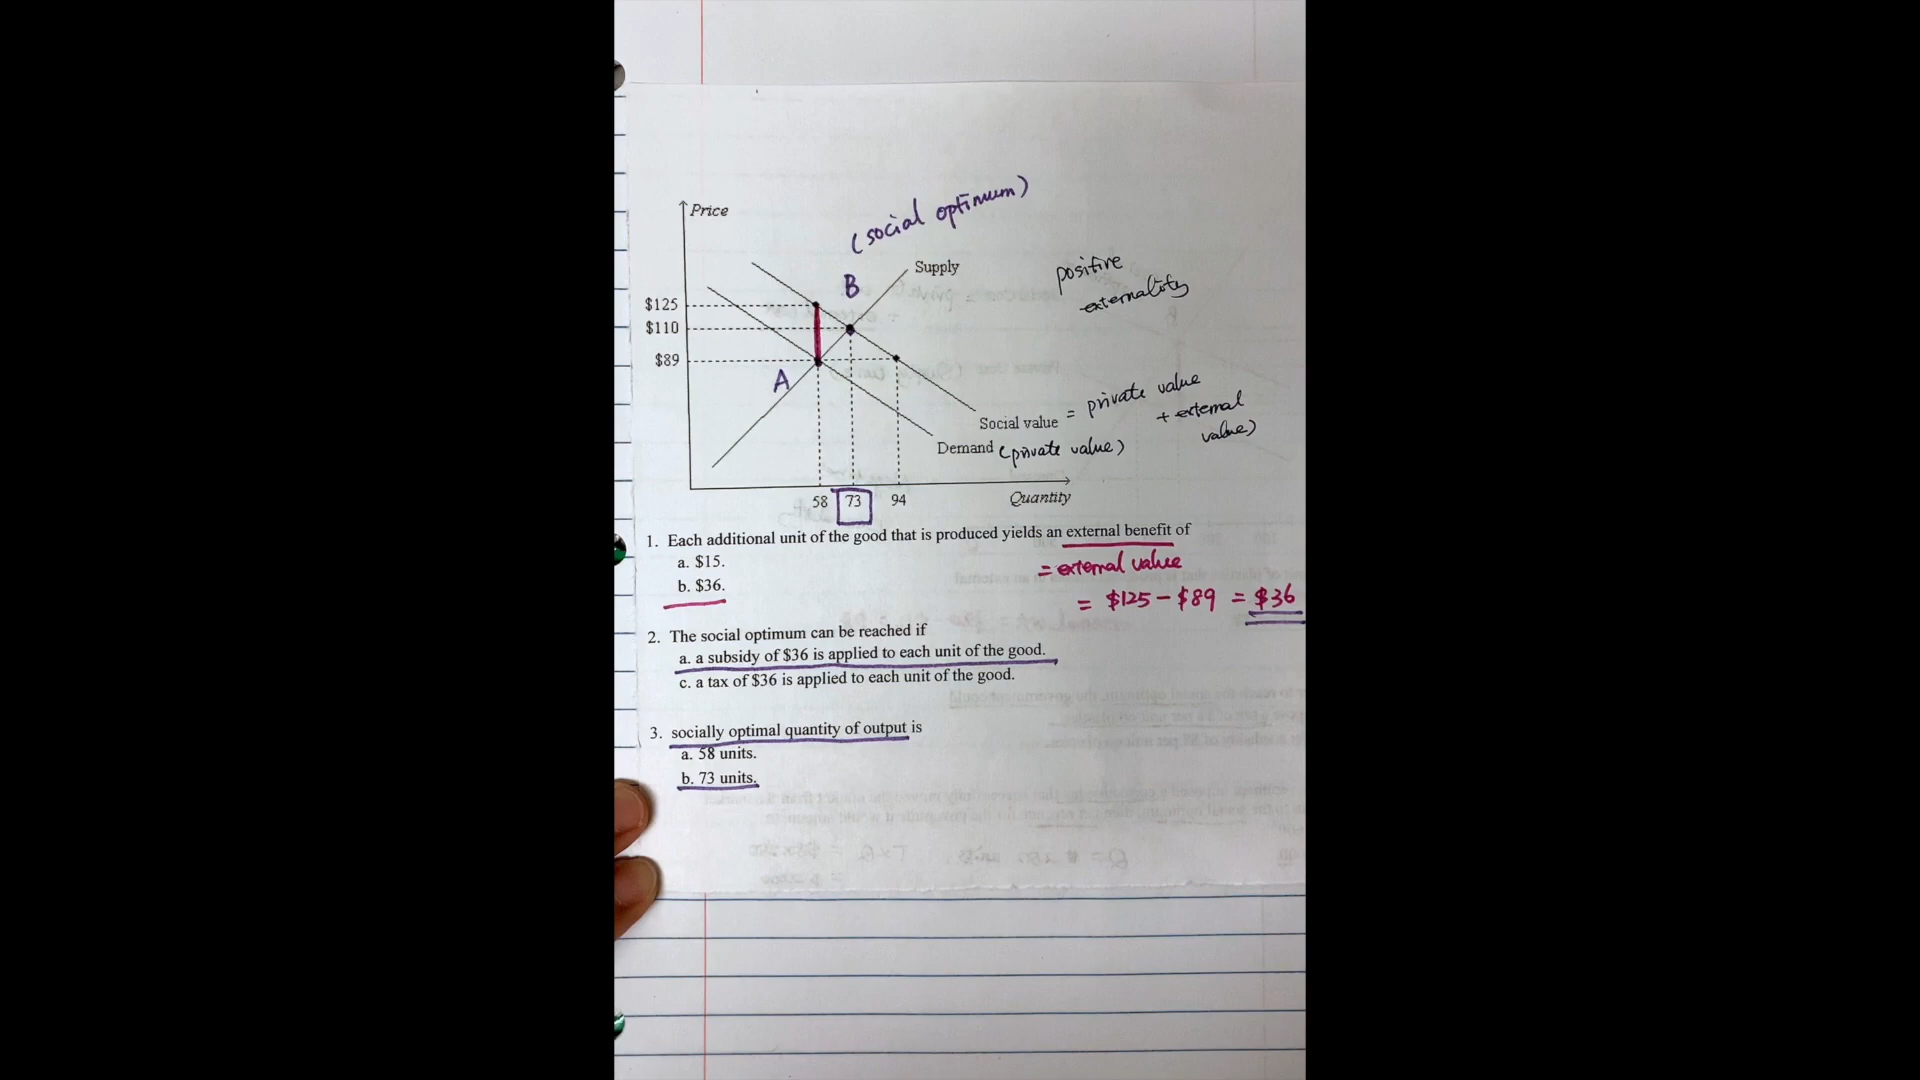 (social optimum)
Price
B
Supply
positive
externality
$125
$110
$89
A
Social value = private value
+ external
value)
Demand (private value)
58 73 94
Quantity
1. Each additional unit of the good that is produced yields an external benefit of
a. $15.
= external value
b. $36.
= $125 - $89 = $36
2. The social optimum can be reached if
a. a subsidy of $36 is applied to each unit of the good.
c. a tax of $36 is applied to each unit of the good.
3. socially optimal quantity of output is
a. 58 units.
b. 73 units.